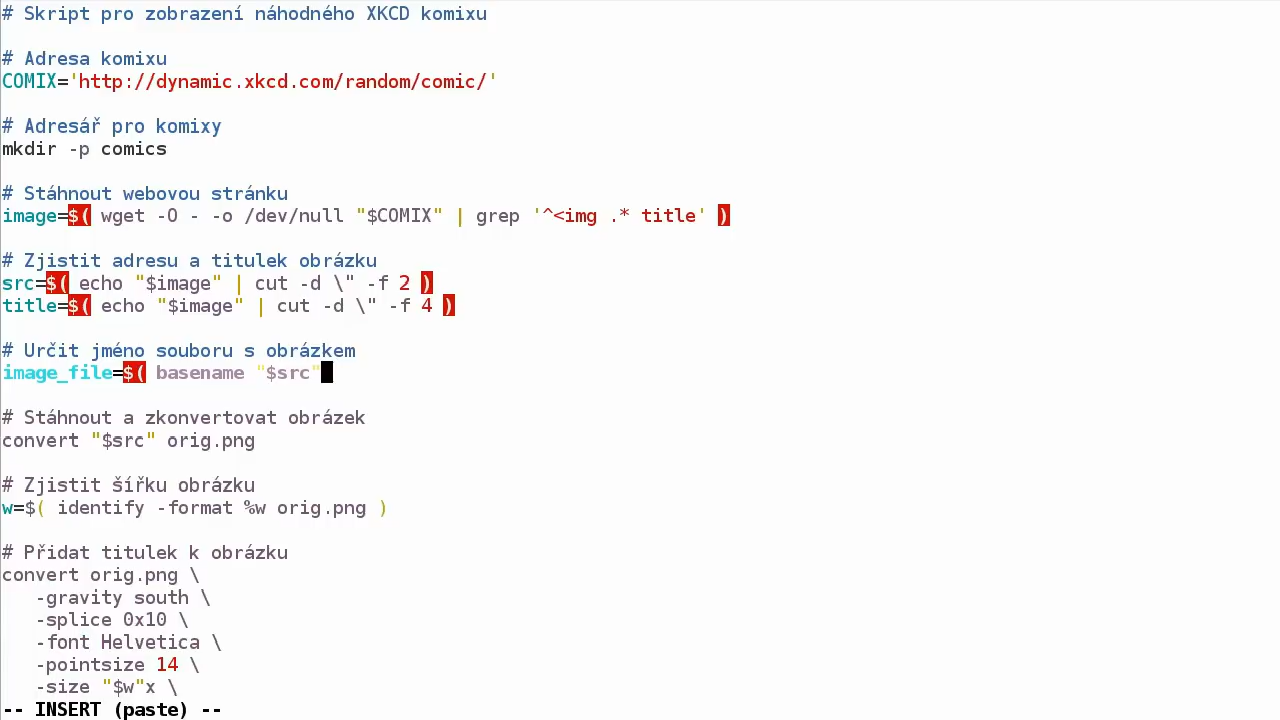 # Skript pro zobrazení náhodného XKCD komixu
# Adresa komixu
COMIX='http://dynamic.xkcd.com/random/comic/'
# Adresář pro komixy
mkdir -p comics
# Stáhnout webovou stránku
image=$( wget -O - -o /dev/null "$COMIX" | grep '^<img .* title' )
# Zjistit adresu a titulek obrázku
src=$( echo "$image" | cut -d \" -f 2 )
title=$( echo "$image" | cut -d \" -f 4 )
# Určit jméno souboru s obrázkem
image_file=$( basename "$src"
# Stáhnout a zkonvertovat obrázek
convert "$src" orig.png
# Zjistit šířku obrázku
w=$( identify -format %w orig.png )
# Přidat titulek k obrázku
convert orig.png \
-gravity south \
-splice 0x10 \
-font Helvetica \
-pointsize 14 \
-size "$w"x \
-- INSERT (paste) --